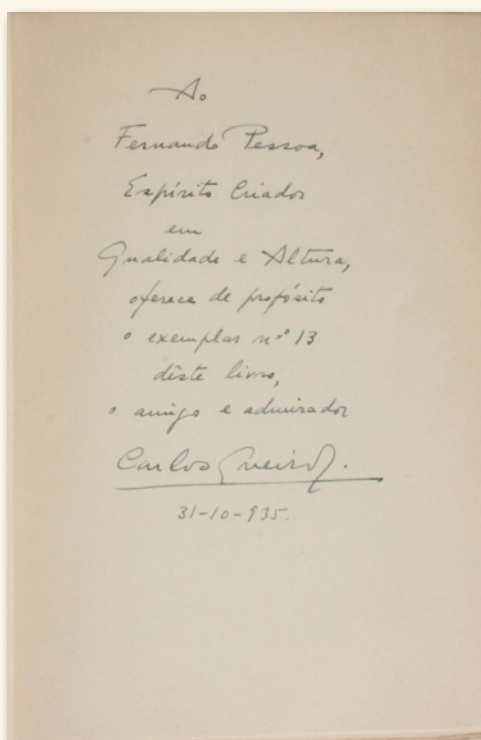 Ao
Fernando Pessoa,
Espírito Criador
em
Qualidade e Altura,
oferece de propósito
o exemplar nº 13
dêste livro,
o amigo e admirador
Carlos Queiroz.
31-10-935.